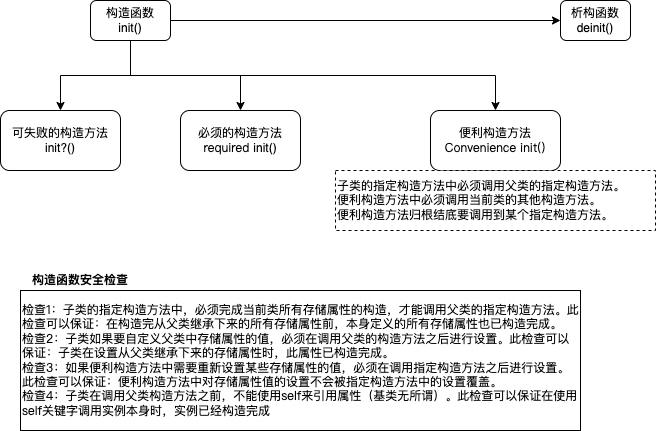 构造函数
init()
析构函数
deinit()
可失败的构造方法
init?()
必须的构造方法
required init()
便利构造方法
Convenience init()
子类的指定构造方法中必须调用父类的指定构造方法。
便利构造方法中必须调用当前类的其他构造方法。
便利构造方法归根结底要调用到某个指定构造方法。
构造函数安全检查
检查1：子类的指定构造方法中，必须完成当前类所有存储属性的构造，才能调用父类的指定构造方法。此
检查可以保证：在构造完从父类继承下来的所有存储属性前，本身定义的所有存储属性也已构造完成。
检查2：子类如果要自定义父类中存储属性的值，必须在调用父类的构造方法之后进行设置。此检查可以
保证：子类在设置从父类继承下来的存储属性时，此属性已构造完成。
检查3：如果便利构造方法中需要重新设置某些存储属性的值，必须在调用指定构造方法之后进行设置。
此检查可以保证：便利构造方法中对存储属性值的设置不会被指定构造方法中的设置覆盖。
检查4：子类在调用父类构造方法之前，不能使用self来引用属性（基类无所谓）。此检查可以保证在使用
self关键字调用实例本身时，实例已经构造完成